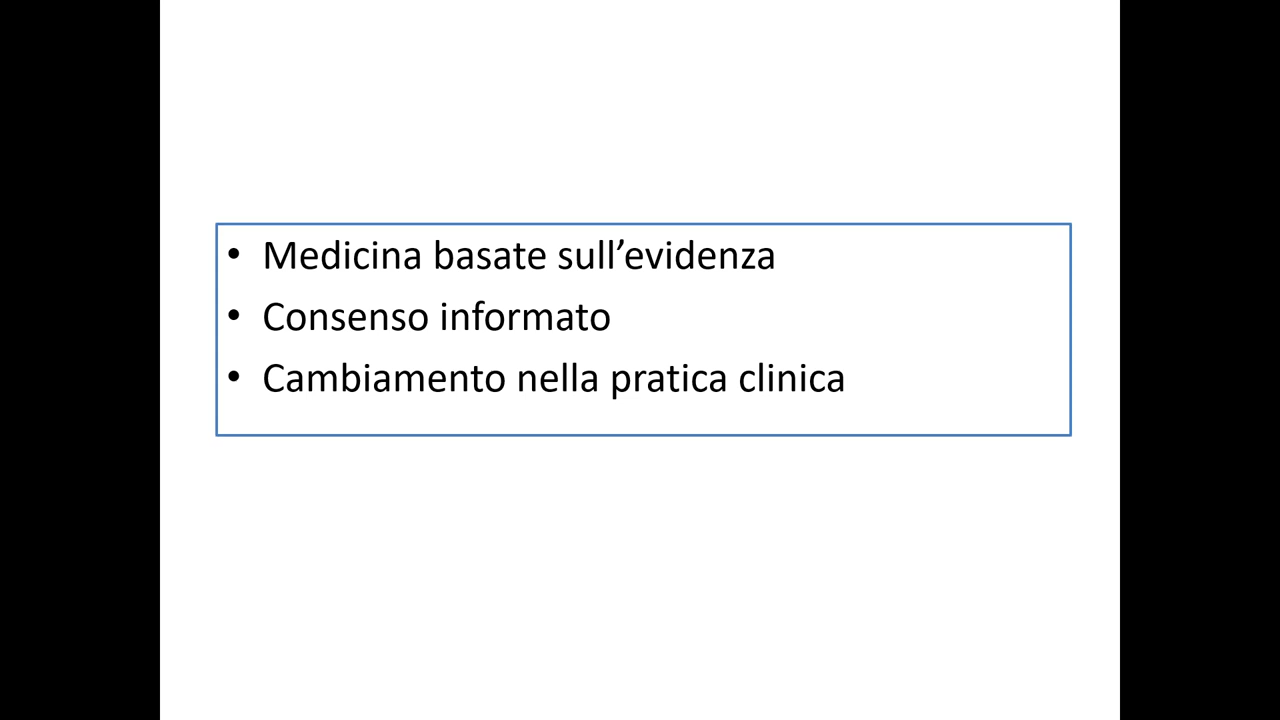 • Medicina basate sull’evidenza
• Consenso informato
• Cambiamento nella pratica clinica